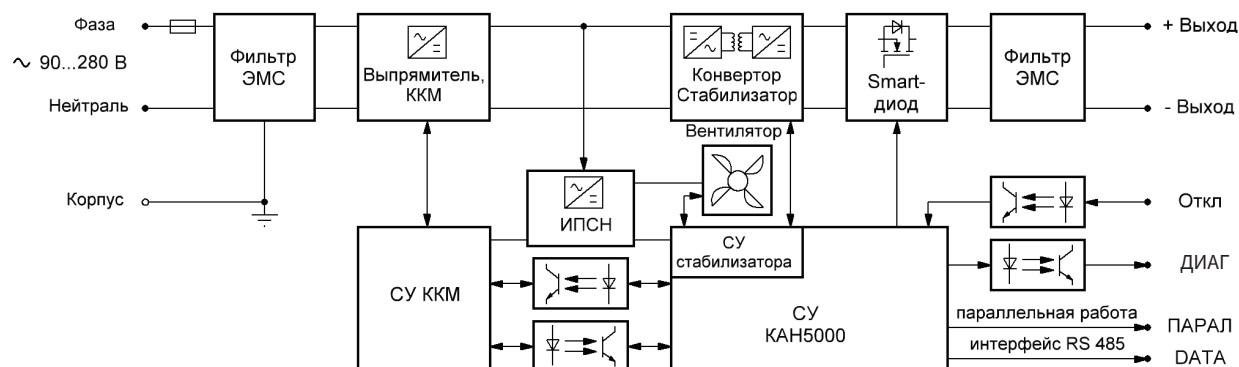 Фаза
90...280 В
Нейтраль
Корпус
Фильтр
ЭМС
Выпрямитель,
ККМ
Конвертор
Стабилизатор
Smart-
диод
Фильтр
ЭМС
+ Выход
- Выход
Вентилятор
ИПСН
Откл
СУ ККМ
СУ
стабилизатора
СУ
КАН5000
ДИАГ
параллельная работа
ПАРАЛ
интерфейс RS 485
DATA